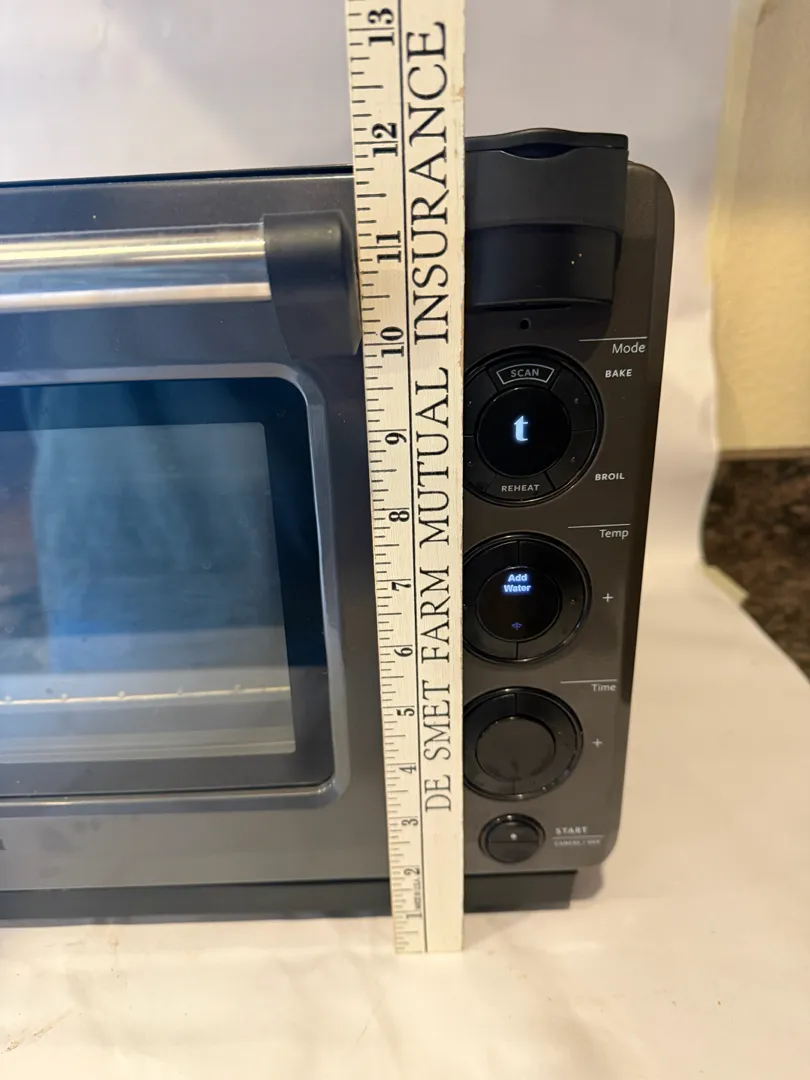 13
12
11
10
9
8
7
6
5
4
3
2
1
DE SMET FARM MUTUAL INSURANCE
Mode
SCAN
BAKE
t
BROIL
REHEAT
Temp
Add
Water
+
Time
+
START